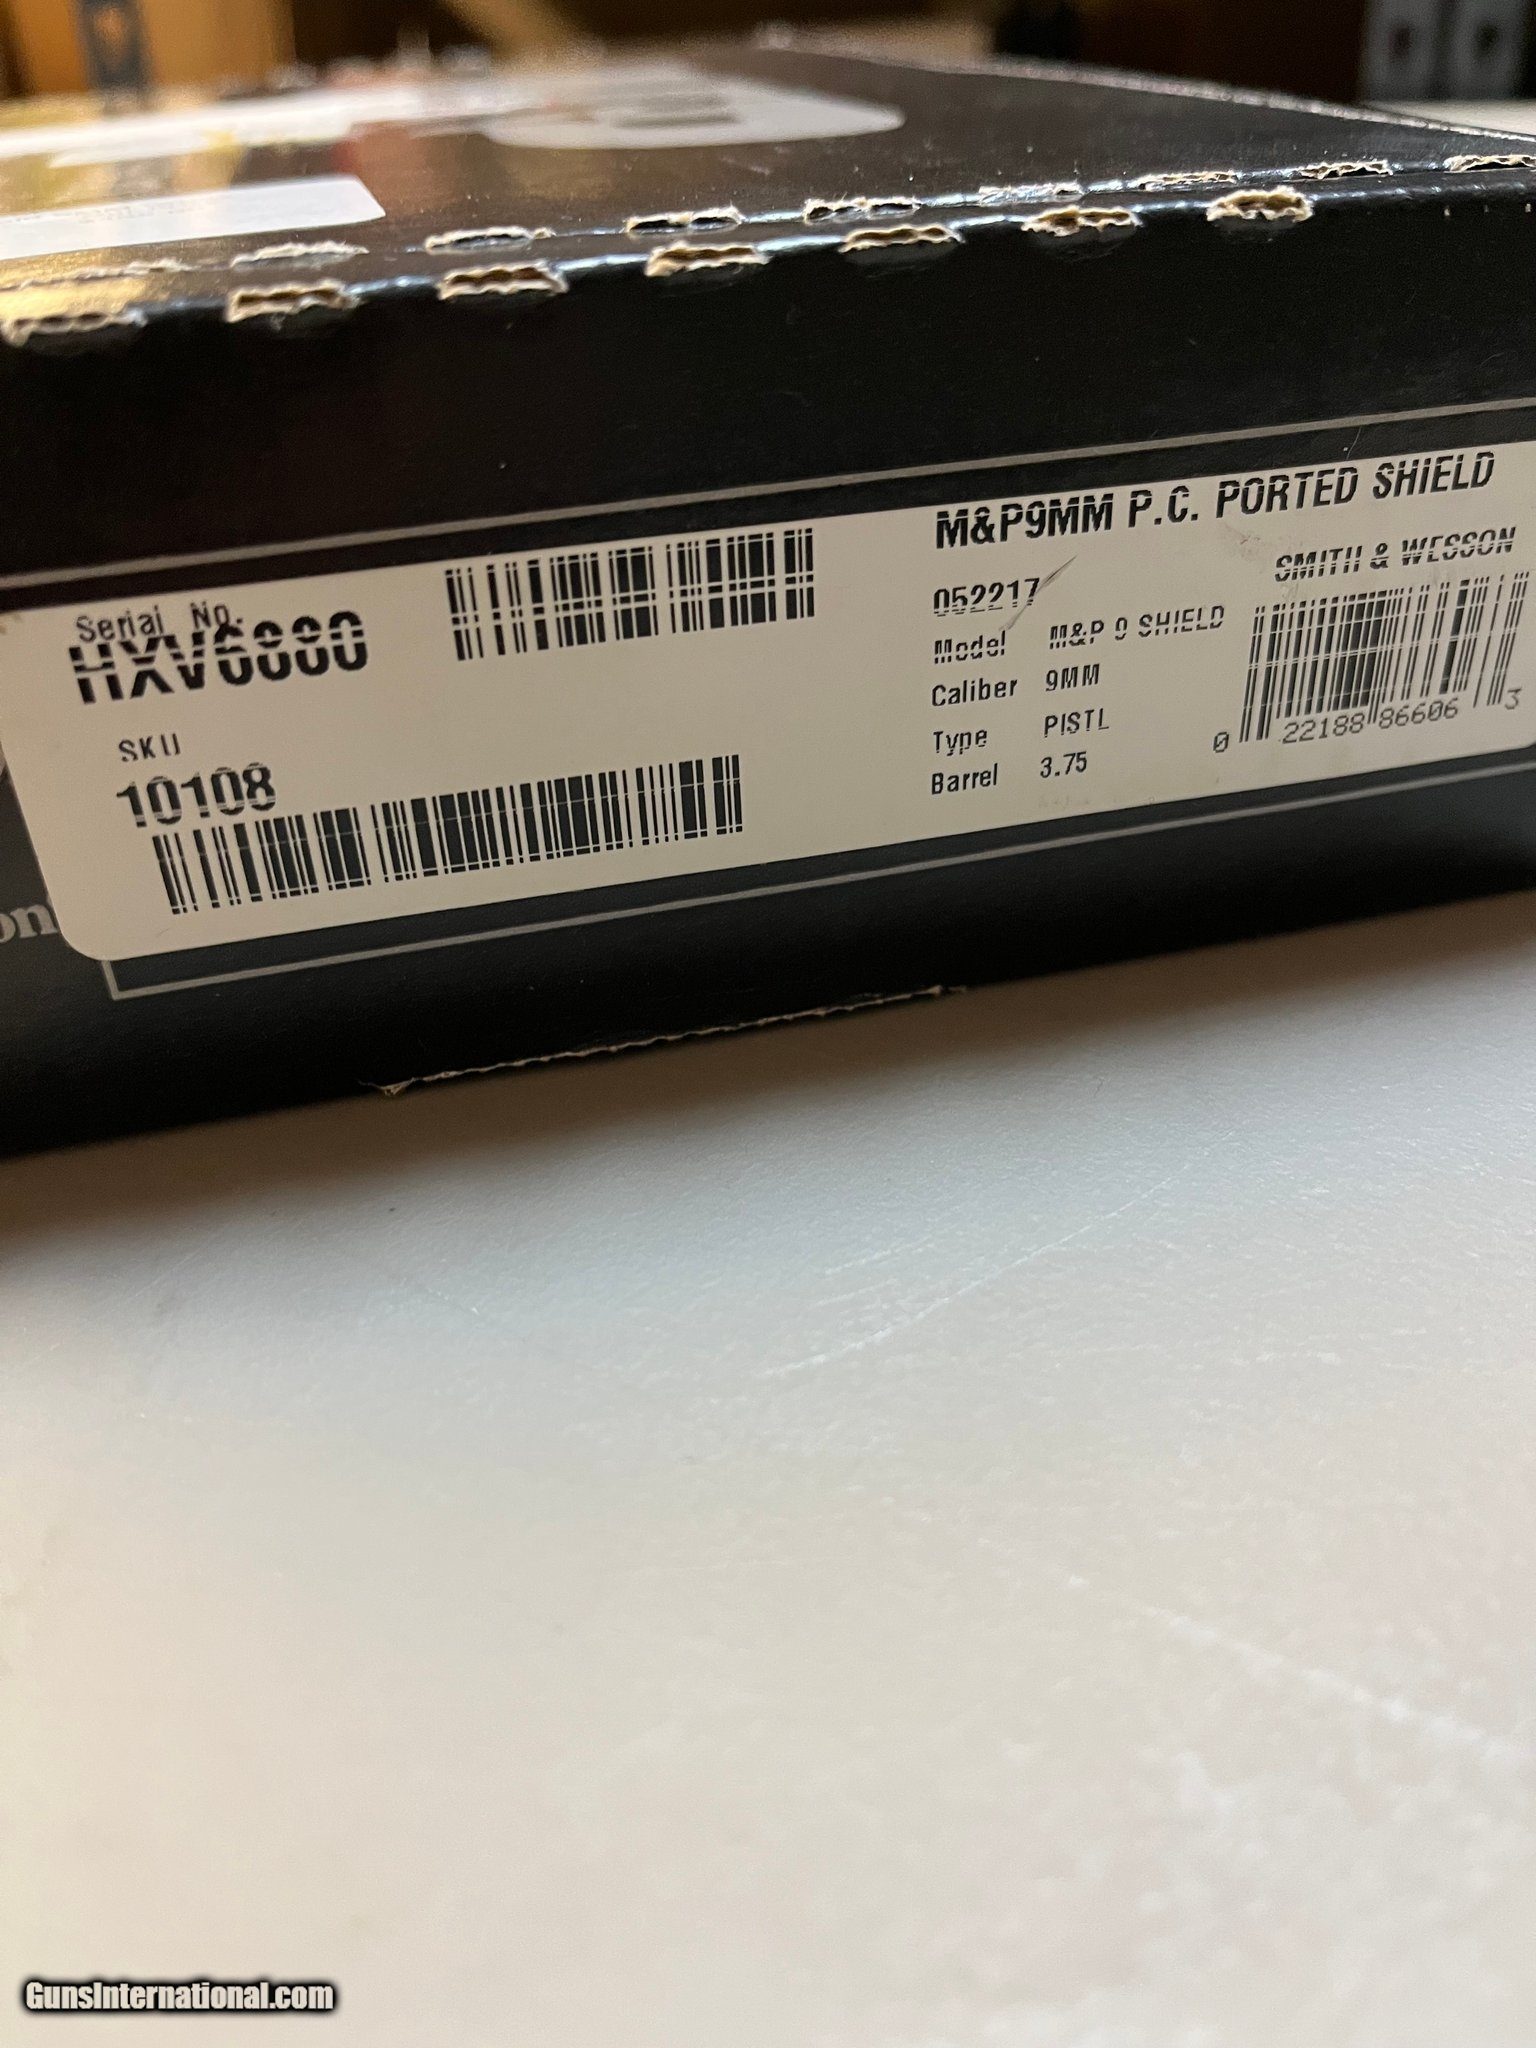 M&P9MM P.C. PORTED SHIELD
SMITH & WESSON
Serial No.
052217
Model M&P 9 SHIELD
Caliber 9MM
Type PISTL
Barrel 3.75
0 22188 86606 3
SKU
10108
on
GunsInternational.com